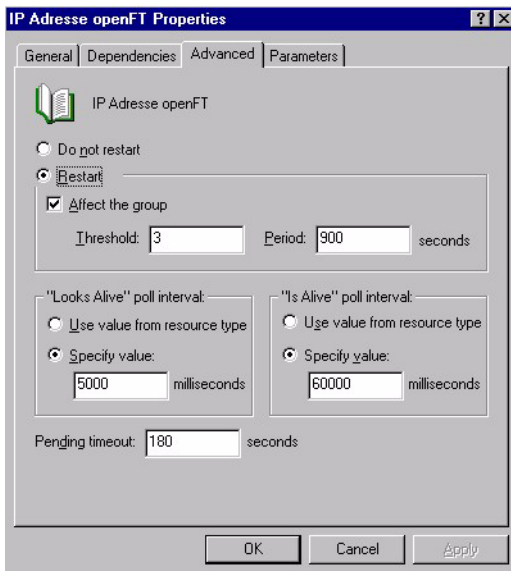 IP Adresse openFT Properties
General Dependencies Advanced Parameters
IP Adresse openFT
Do not restart
Restart
Affect the group
Threshold: 3 Period: 900 seconds
"Looks Alive" poll interval: "Is Alive" poll interval:
Use value from resource type Use value from resource type
Specify value: Specify value:
5000 milliseconds 60000 milliseconds
Pending timeout: 180 seconds
OK Cancel Apply